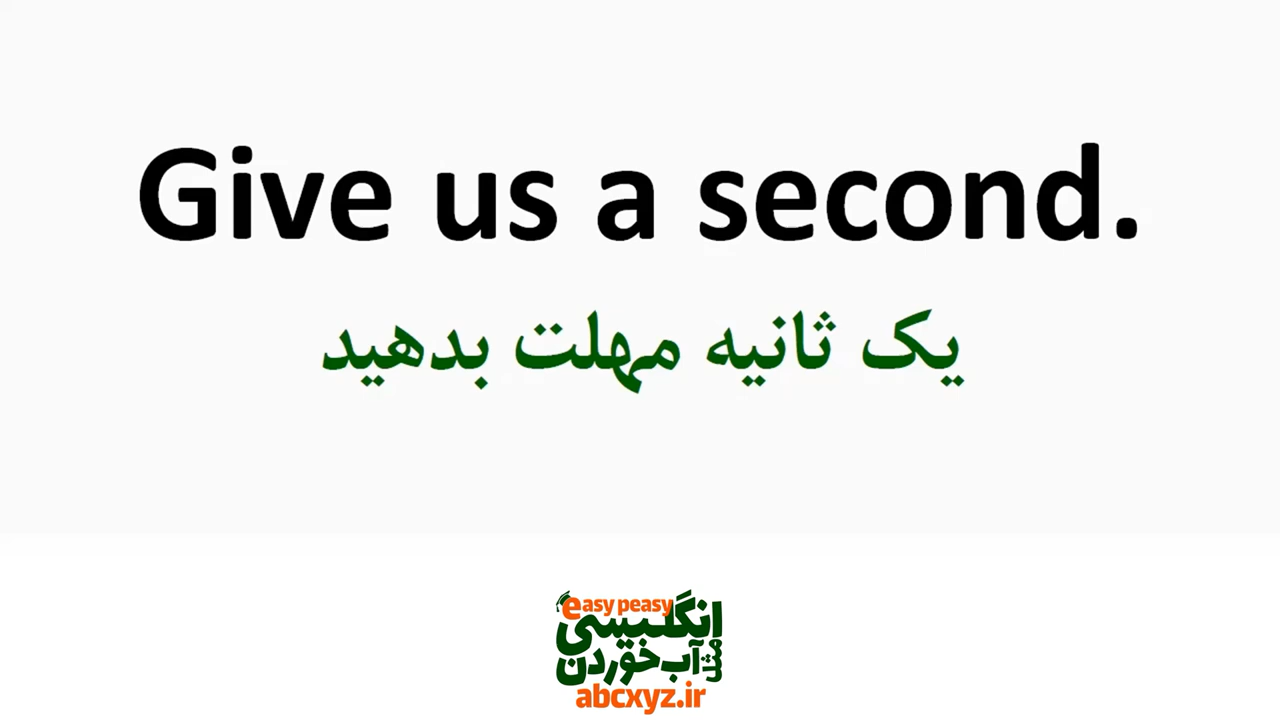 Give us a second.
یک ثانیه مهلت بدهید
easy peasy
انگلیسی
مثل آب خوردن
abcxyz.ir